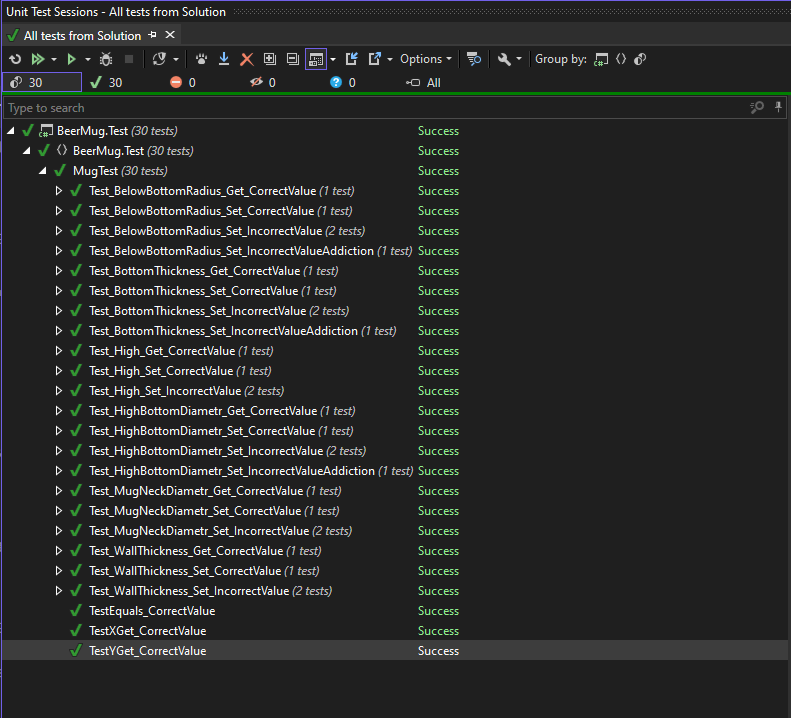 Unit Test Sessions - All tests from Solution
All tests from Solution
Options Group by:
30 30 0 0 0 All
Type to search
BeerMug.Test (30 tests) Success
BeerMug.Test (30 tests) Success
MugTest (30 tests) Success
Test_BelowBottomRadius_Get_CorrectValue (1 test) Success
Test_BelowBottomRadius_Set_CorrectValue (1 test) Success
Test_BelowBottomRadius_Set_IncorrectValue (2 tests) Success
Test_BelowBottomRadius_Set_IncorrectValueAddiction (1 test) Success
Test_BottomThickness_Get_CorrectValue (1 test) Success
Test_BottomThickness_Set_CorrectValue (1 test) Success
Test_BottomThickness_Set_IncorrectValue (2 tests) Success
Test_BottomThickness_Set_IncorrectValueAddiction (1 test) Success
Test_High_Get_CorrectValue (1 test) Success
Test_High_Set_CorrectValue (1 test) Success
Test_High_Set_IncorrectValue (2 tests) Success
Test_HighBottomDiametr_Get_CorrectValue (1 test) Success
Test_HighBottomDiametr_Set_CorrectValue (1 test) Success
Test_HighBottomDiametr_Set_IncorrectValue (2 tests) Success
Test_HighBottomDiametr_Set_IncorrectValueAddiction (1 test) Success
Test_MugNeckDiametr_Get_CorrectValue (1 test) Success
Test_MugNeckDiametr_Set_CorrectValue (1 test) Success
Test_MugNeckDiametr_Set_IncorrectValue (2 tests) Success
Test_WallThickness_Get_CorrectValue (1 test) Success
Test_WallThickness_Set_CorrectValue (1 test) Success
Test_WallThickness_Set_IncorrectValue (2 tests) Success
TestEquals_CorrectValue Success
TestXGet_CorrectValue Success
TestYGet_CorrectValue Success